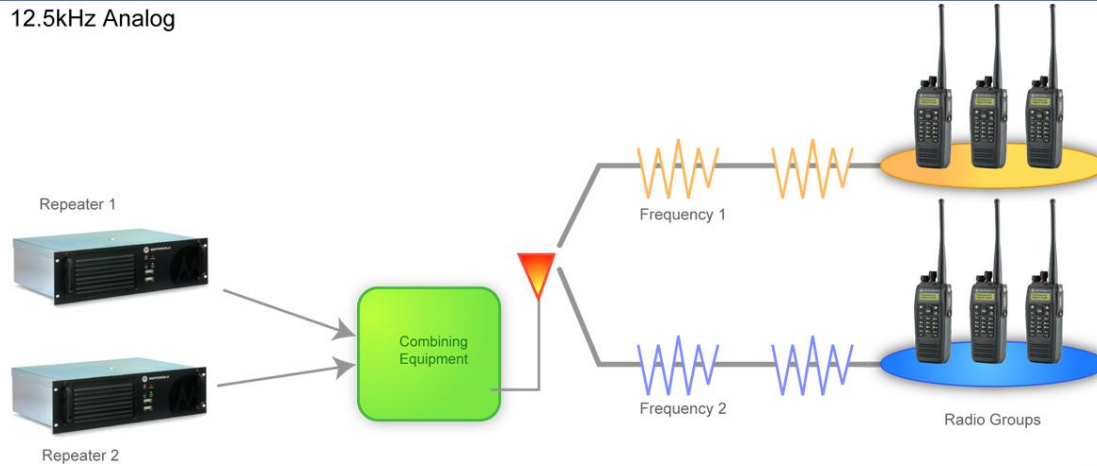 12.5kHz Analog
Repeater 1
Frequency 1
Combining
Equipment
Repeater 2
Frequency 2
Radio Groups